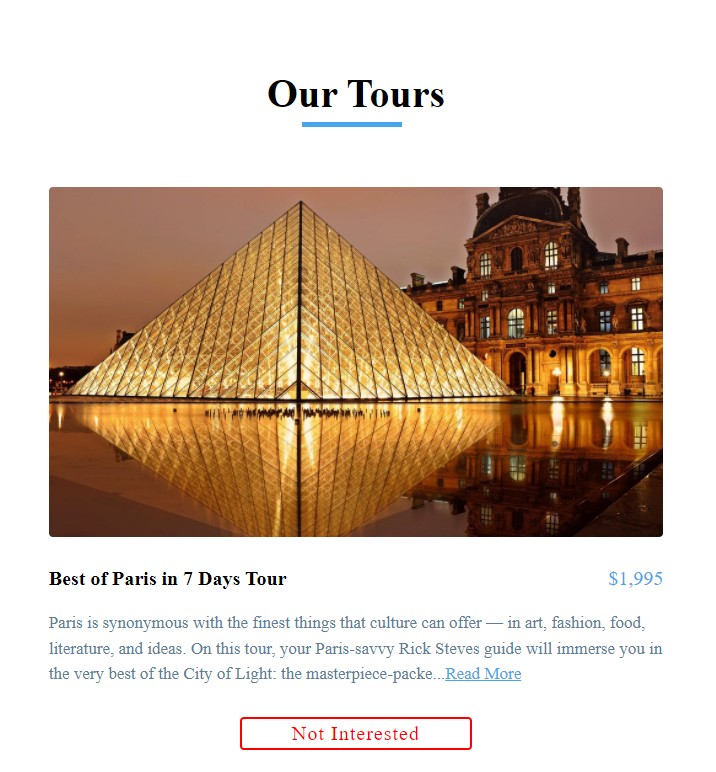 Our Tours
Best of Paris in 7 Days Tour
$1,995
Paris is synonymous with the finest things that culture can offer — in art, fashion, food,
literature, and ideas. On this tour, your Paris-savvy Rick Steves guide will immerse you in
the very best of the City of Light: the masterpiece-packe...Read More
Not Interested